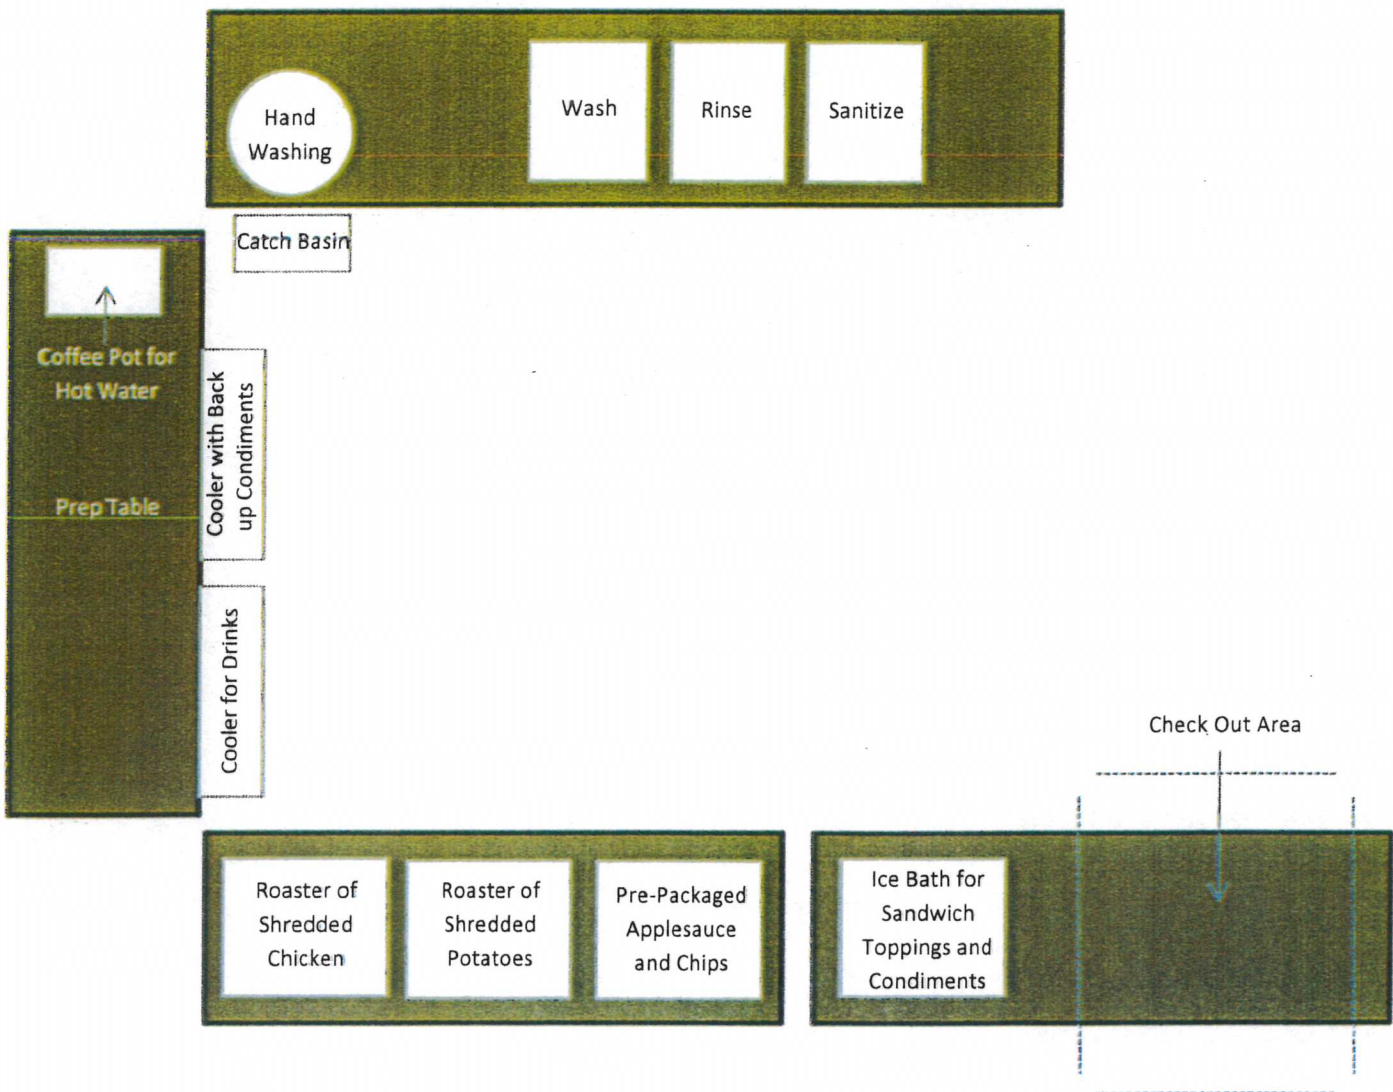 Hand
Washing
Wash
Rinse
Sanitize
Catch Basin
Coffee Pot for
Hot Water
Prep Table
Cooler with Back
up Condiments
Cooler for Drinks
Check Out Area
Roaster of
Shredded
Chicken
Roaster of
Shredded
Potatoes
Pre-Packaged
Applesauce
and Chips
Ice Bath for
Sandwich
Toppings and
Condiments